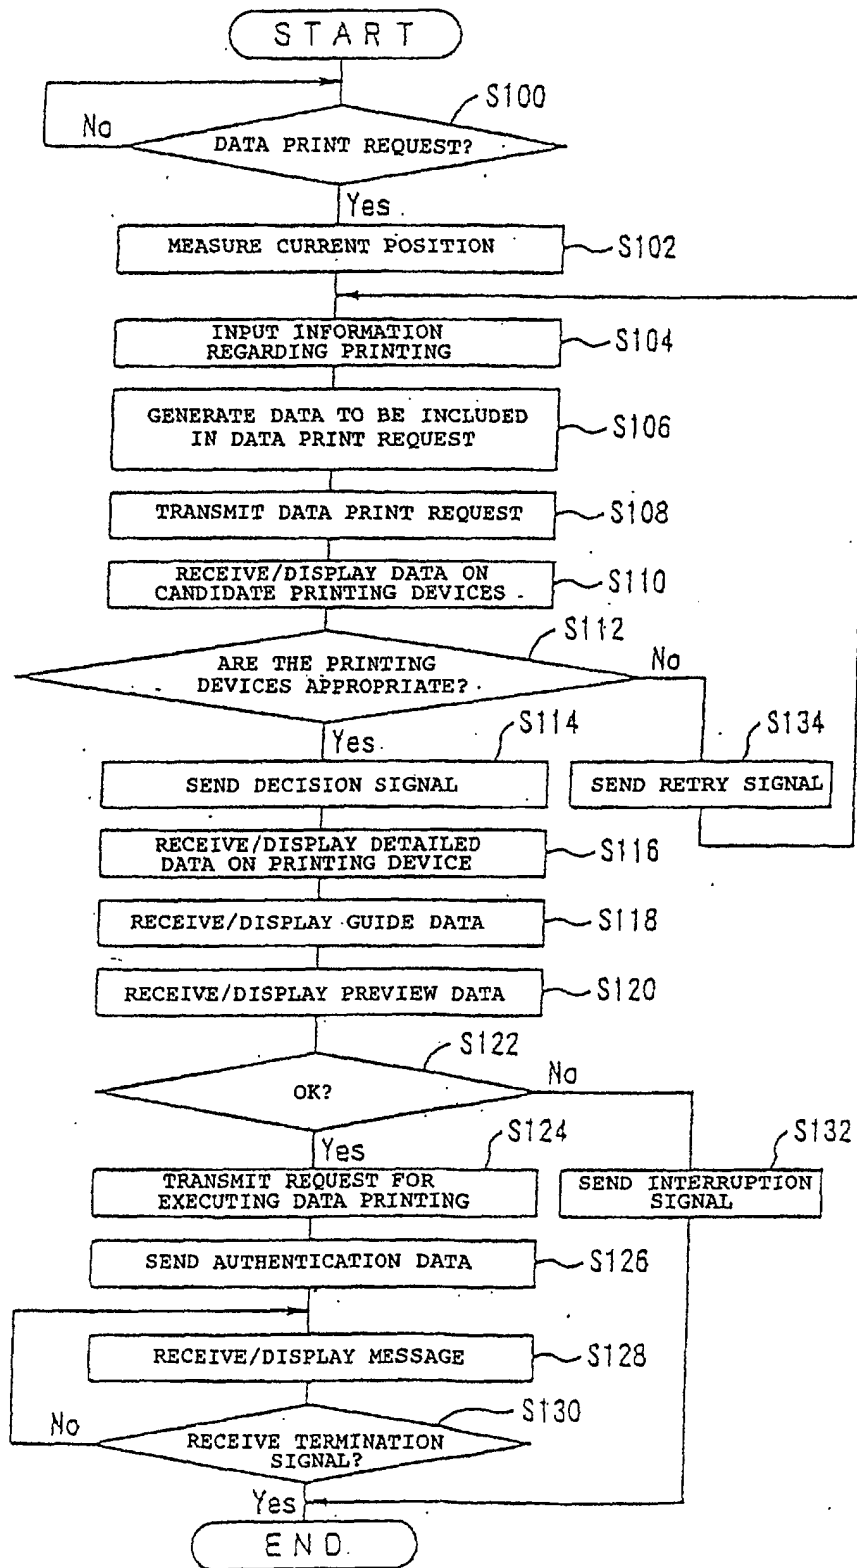 START
S100
No
DATA PRINT REQUEST?
Yes
MEASURE CURRENT POSITION
S102
INPUT INFORMATION
REGARDING PRINTING
S104
GENERATE DATA TO BE INCLUDED
IN DATA PRINT REQUEST
S106
TRANSMIT DATA PRINT REQUEST
S108
RECEIVE/DISPLAY DATA ON
CANDIDATE PRINTING DEVICES
S110
S112
ARE THE PRINTING
DEVICES APPROPRIATE?
No
Yes
S114
S134
SEND DECISION SIGNAL
SEND RETRY SIGNAL
RECEIVE/DISPLAY DETAILED
DATA ON PRINTING DEVICE
S116
RECEIVE/DISPLAY GUIDE DATA
S118
RECEIVE/DISPLAY PREVIEW DATA
S120
S122
OK?
No
Yes
S124
S132
TRANSMIT REQUEST FOR
EXECUTING DATA PRINTING
SEND INTERRUPTION
SIGNAL
SEND AUTHENTICATION DATA
S126
RECEIVE/DISPLAY MESSAGE
S128
S130
No
RECEIVE TERMINATION
SIGNAL?
Yes
END